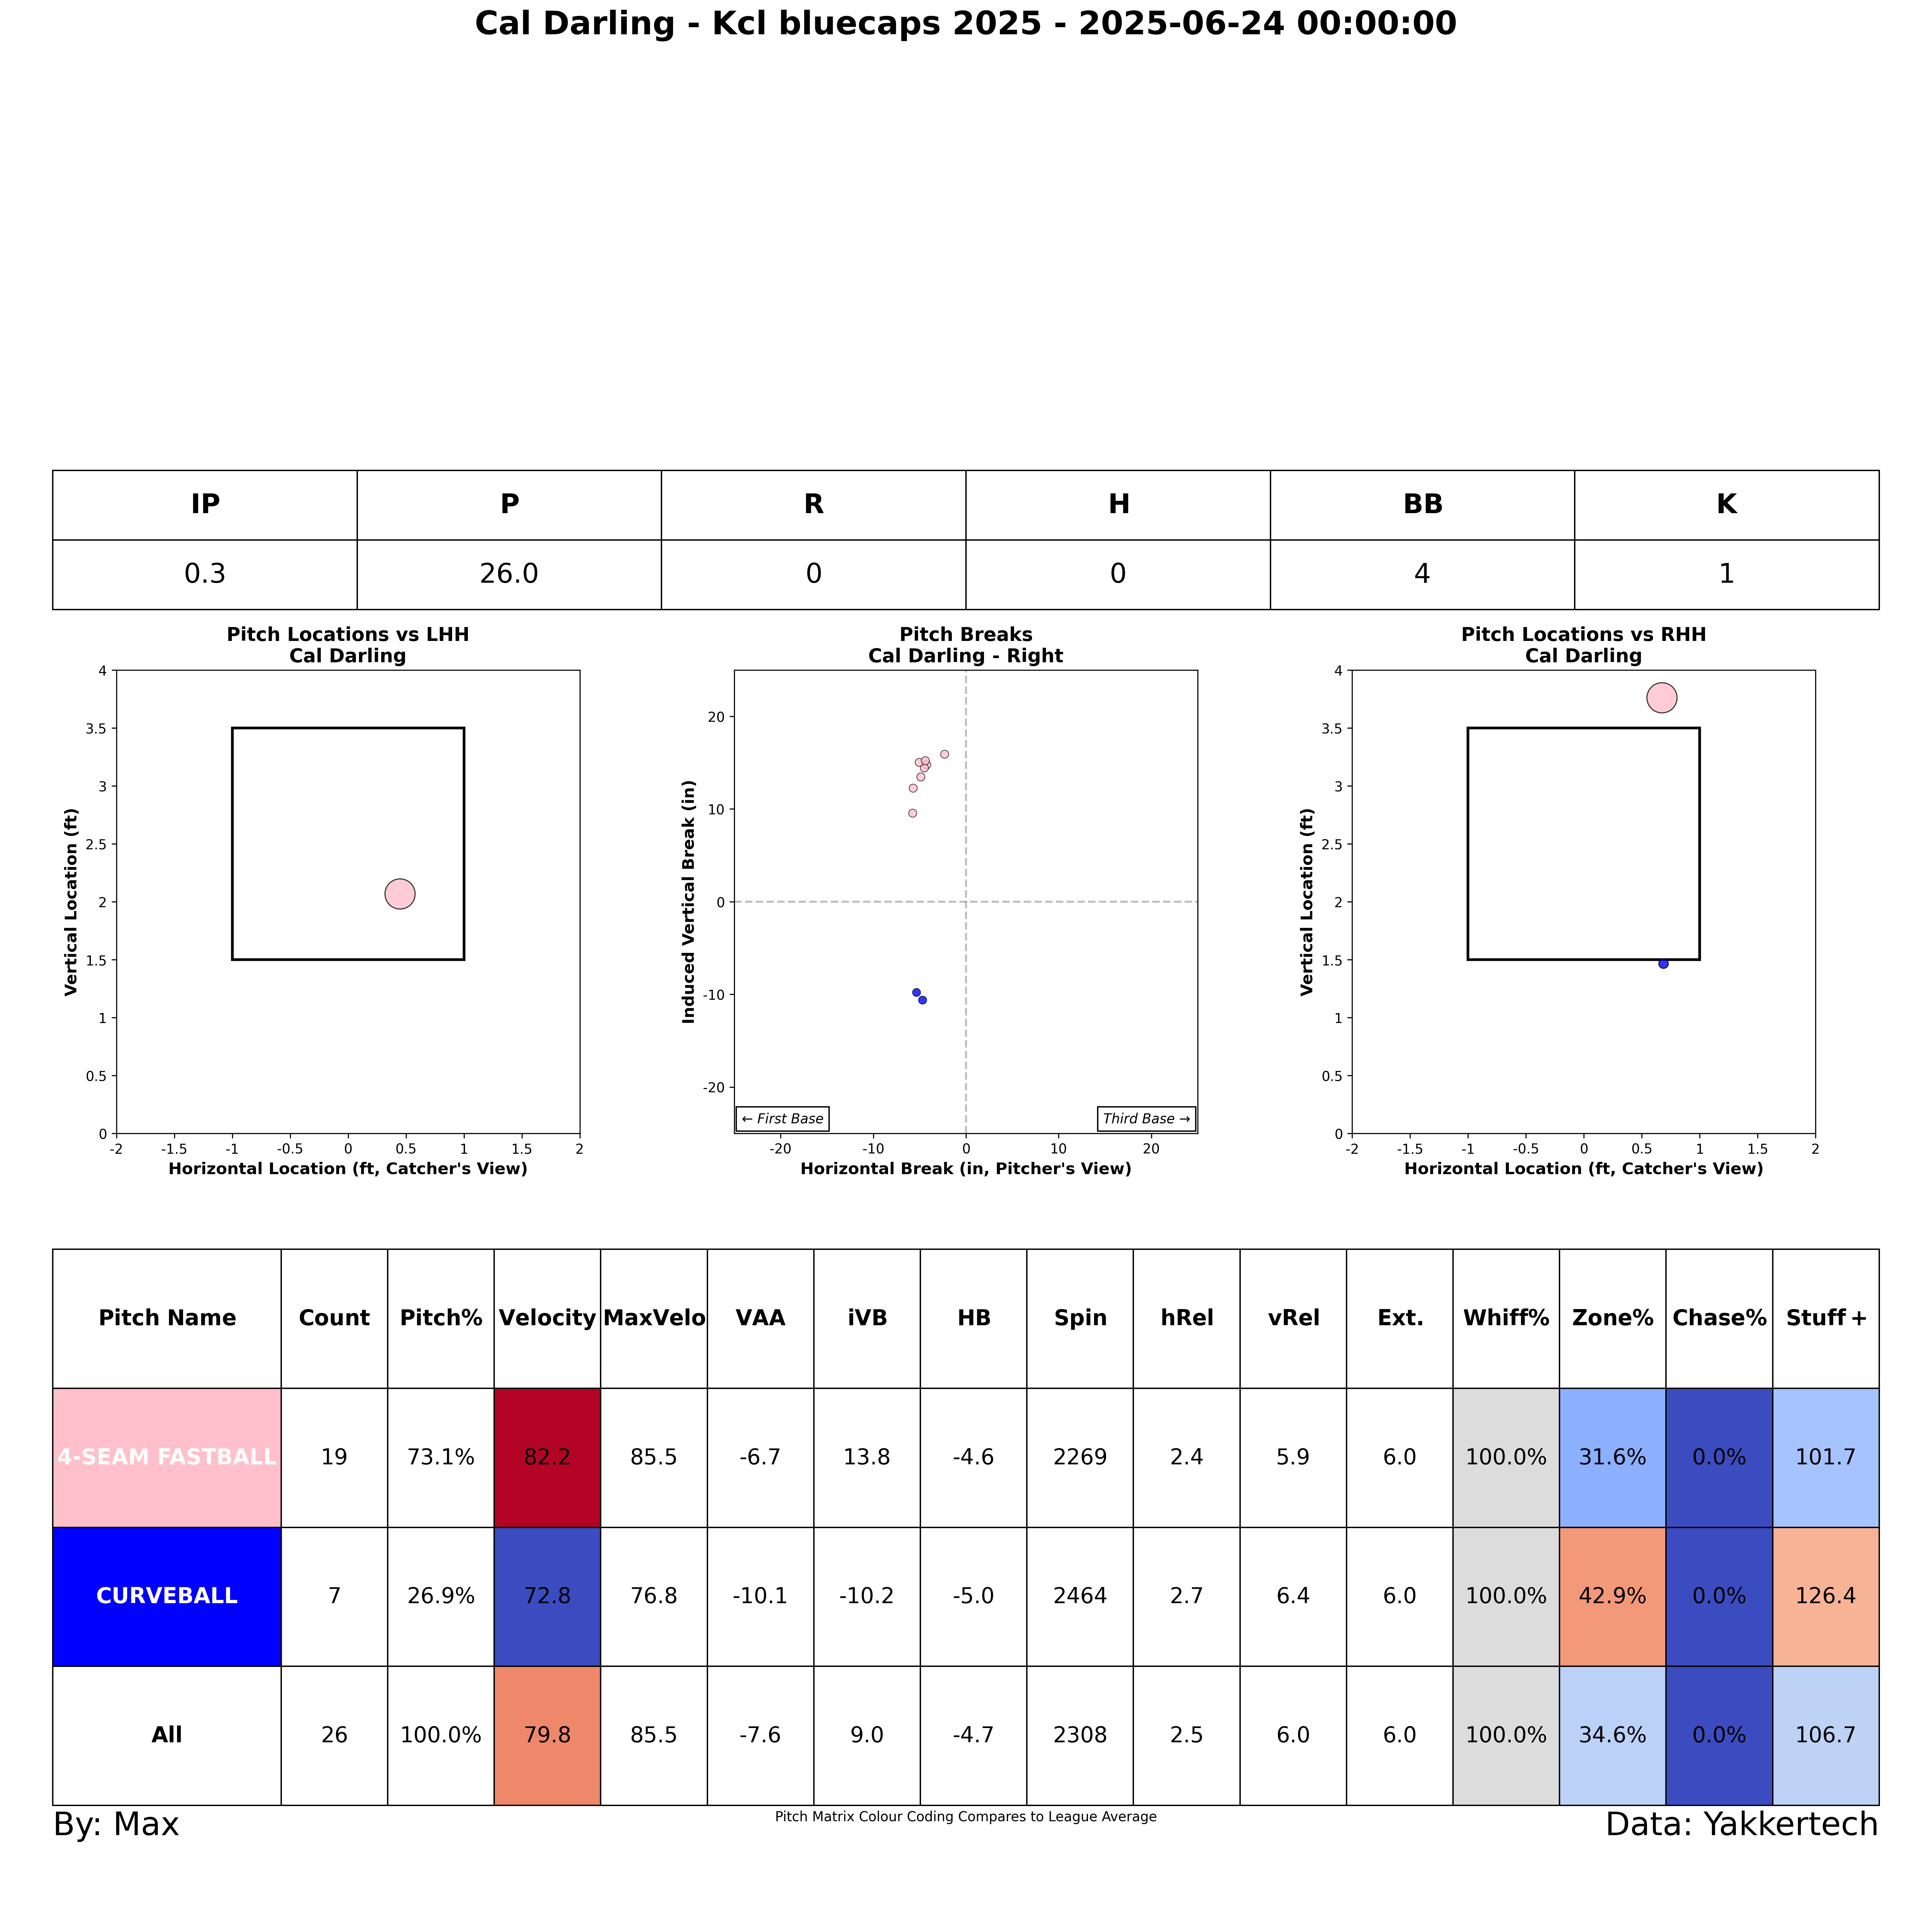 Cal Darling - Kcl bluecaps 2025 - 2025-06-24 00:00:00
IP P R H BB K
0.3 26.0 0 0 4 1
Pitch Locations vs LHH
Cal Darling
4
3.5
3
2.5
2
1.5
1
0.5
0
-2 -1.5 -1 -0.5 0 0.5 1 1.5 2
Vertical Location (ft)
Horizontal Location (ft, Catcher's View)
Pitch Breaks
Cal Darling - Right
20
10
0
-10
-20
← First Base
Third Base →
-20 -10 0 10 20
Induced Vertical Break (in)
Horizontal Break (in, Pitcher's View)
Pitch Locations vs RHH
Cal Darling
4
3.5
3
2.5
2
1.5
1
0.5
0
-2 -1.5 -1 -0.5 0 0.5 1 1.5 2
Vertical Location (ft)
Horizontal Location (ft, Catcher's View)
Pitch Name Count Pitch% Velocity MaxVelo VAA iVB HB Spin hRel vRel Ext. Whiff% Zone% Chase% Stuff+
4-SEAM FASTBALL 19 73.1% 82.2 85.5 -6.7 13.8 -4.6 2269 2.4 5.9 6.0 100.0% 31.6% 0.0% 101.7
CURVEBALL 7 26.9% 72.8 76.8 -10.1 -10.2 -5.0 2464 2.7 6.4 6.0 100.0% 42.9% 0.0% 126.4
All 26 100.0% 79.8 85.5 -7.6 9.0 -4.7 2308 2.5 6.0 6.0 100.0% 34.6% 0.0% 106.7
By: Max
Pitch Matrix Colour Coding Compares to League Average
Data: Yakkertech